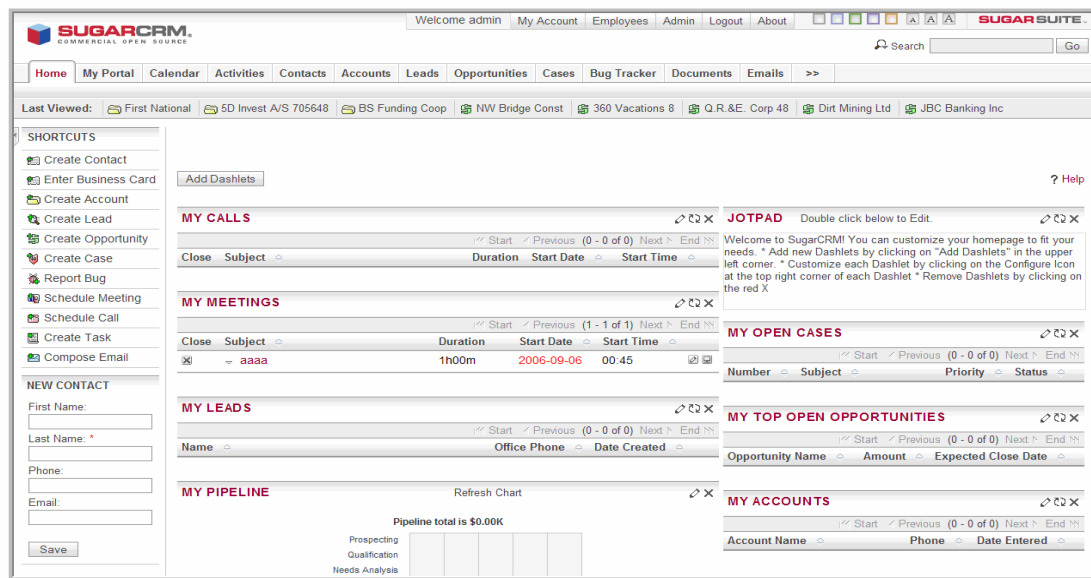 Welcome admin My Account Employees Admin Logout About A A A SUGARSUITE
SUGARCRM.
COMMERCIAL OPEN SOURCE
Search Go
Home My Portal Calendar Activities Contacts Accounts Leads Opportunities Cases Bug Tracker Documents Emails >>
Last Viewed: First National 5D Invest A/S 705648 BS Funding Coop NW Bridge Const 360 Vacations 8 Q.R.&E. Corp 48 Dirt Mining Ltd JBC Banking Inc
SHORTCUTS
Create Contact
Enter Business Card
Create Account
Create Lead
Create Opportunity
Create Case
Report Bug
Schedule Meeting
Schedule Call
Create Task
Compose Email
NEW CONTACT
First Name:
Last Name: *
Phone:
Email:
Save
Add Dashlets
? Help
MY CALLS
Start Previous (0 - 0 of 0) Next End
Close Subject Duration Start Date Start Time
MY MEETINGS
Start Previous (1 - 1 of 1) Next End
Close Subject Duration Start Date Start Time
aaaa 1h00m 2006-09-06 00:45
MY LEADS
Start Previous (0 - 0 of 0) Next End
Name Office Phone Date Created
MY PIPELINE Refresh Chart
Pipeline total is $0.00K
Prospecting
Qualification
Needs Analysis
JOTPAD Double click below to Edit.
Welcome to SugarCRM! You can customize your homepage to fit your
needs. * Add new Dashlets by clicking on "Add Dashlets" in the upper
left corner. * Customize each Dashlet by clicking on the Configure Icon
at the top right corner of each Dashlet * Remove Dashlets by clicking on
the red X
MY OPEN CASES
Start Previous (0 - 0 of 0) Next End
Number Subject Priority Status
MY TOP OPEN OPPORTUNITIES
Start Previous (0 - 0 of 0) Next End
Opportunity Name Amount Expected Close Date
MY ACCOUNTS
Start Previous (0 - 0 of 0) Next End
Account Name Phone Date Entered